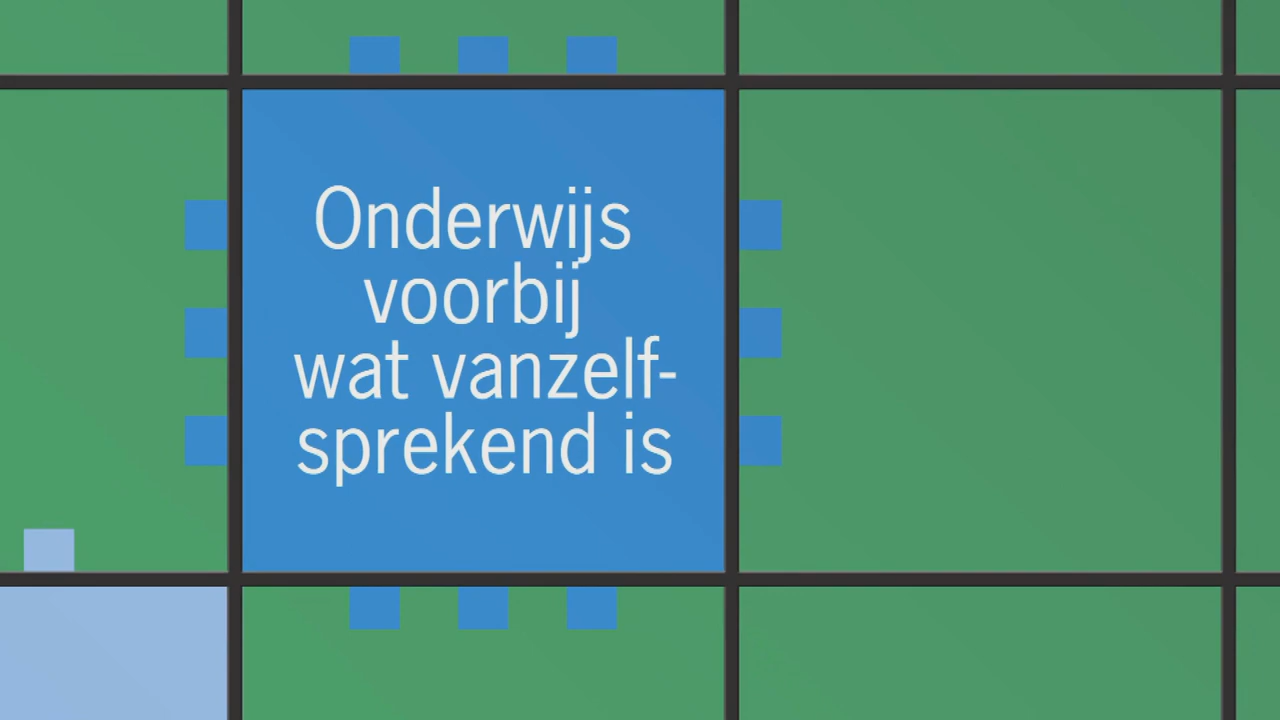 Onderwijs
voorbij
wat vanzelf-
sprekend is